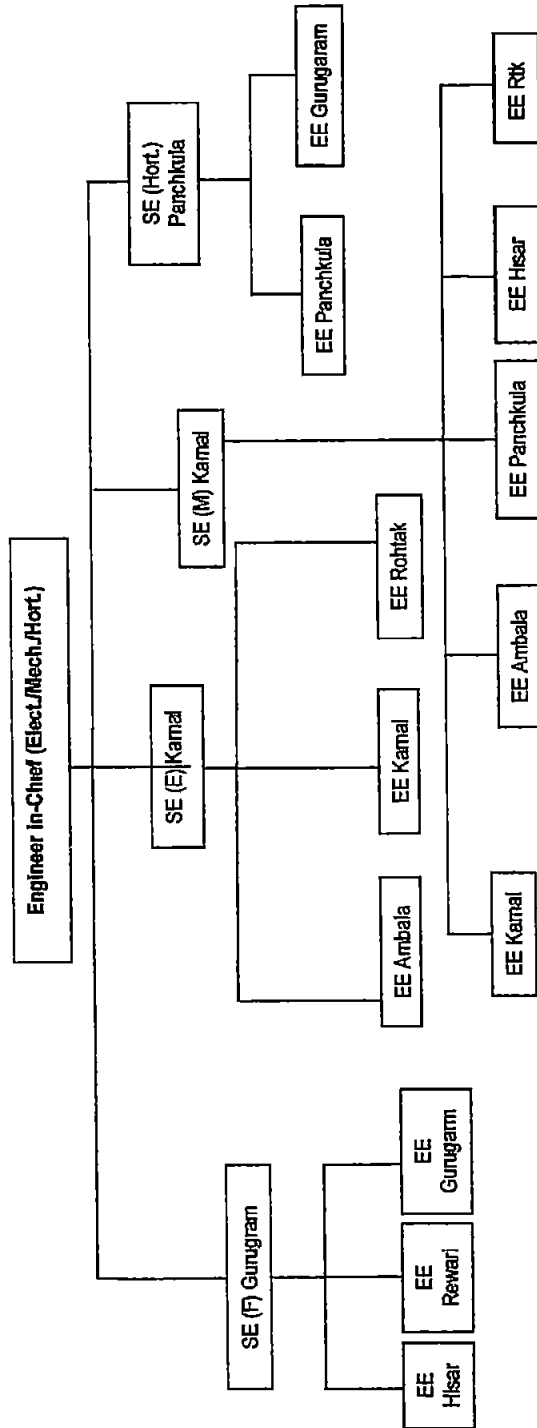 Engineer in-Chief (Elect./Mech./Hort.)
SE (F) Gurugram
SE (E) Karnal
SE (M) Karnal
SE (Hort.)
Panchkula
EE
Hisar
EE
Rewari
EE
Gurugarm
EE Ambala
EE Karnal
EE Rohtak
EE Panchkula
EE Gurugaram
EE Karnal
EE Ambala
EE Panchkula
EE Hisar
EE Rtk